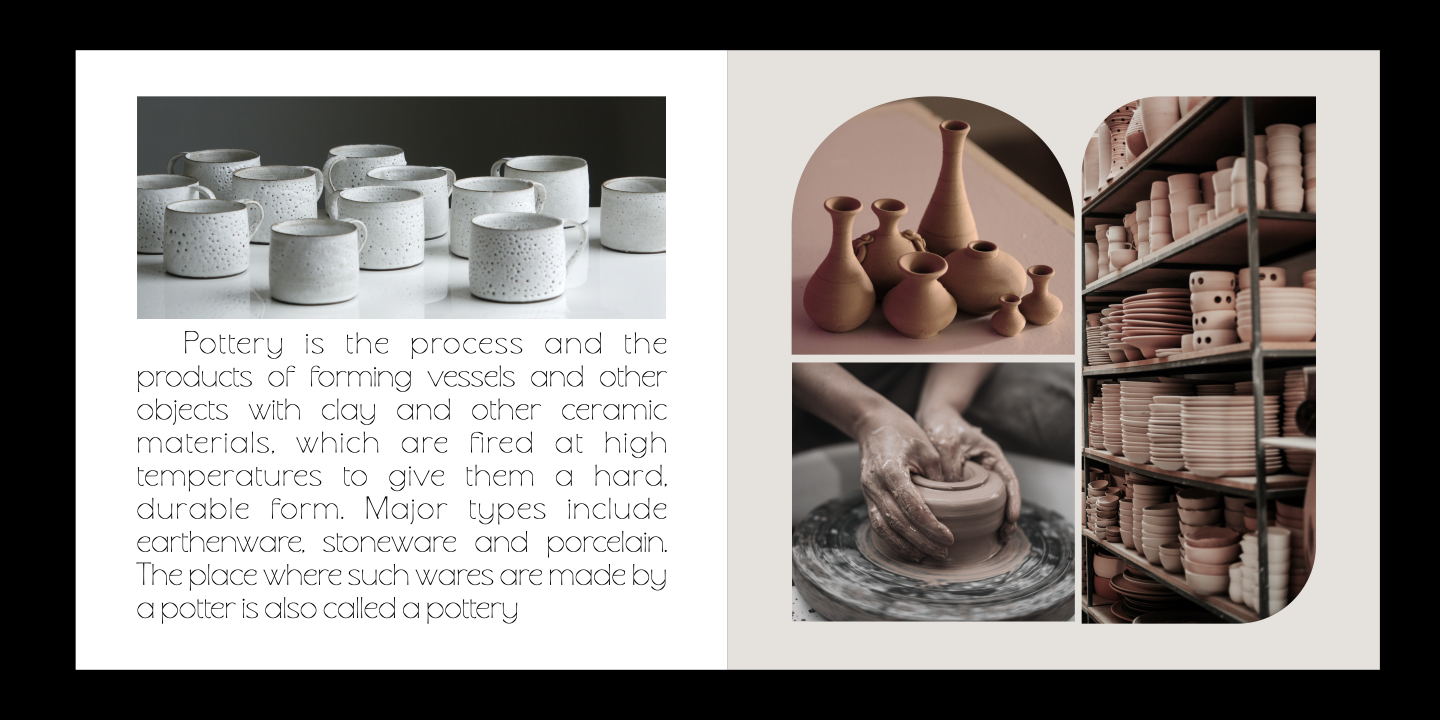 Pottery is the process and the
products of forming vessels and other
objects with clay and other ceramic
materials, which are fired at high
temperatures to give them a hard,
durable form. Major types include
earthenware, stoneware and porcelain.
The place where such wares are made by
a potter is also called a pottery